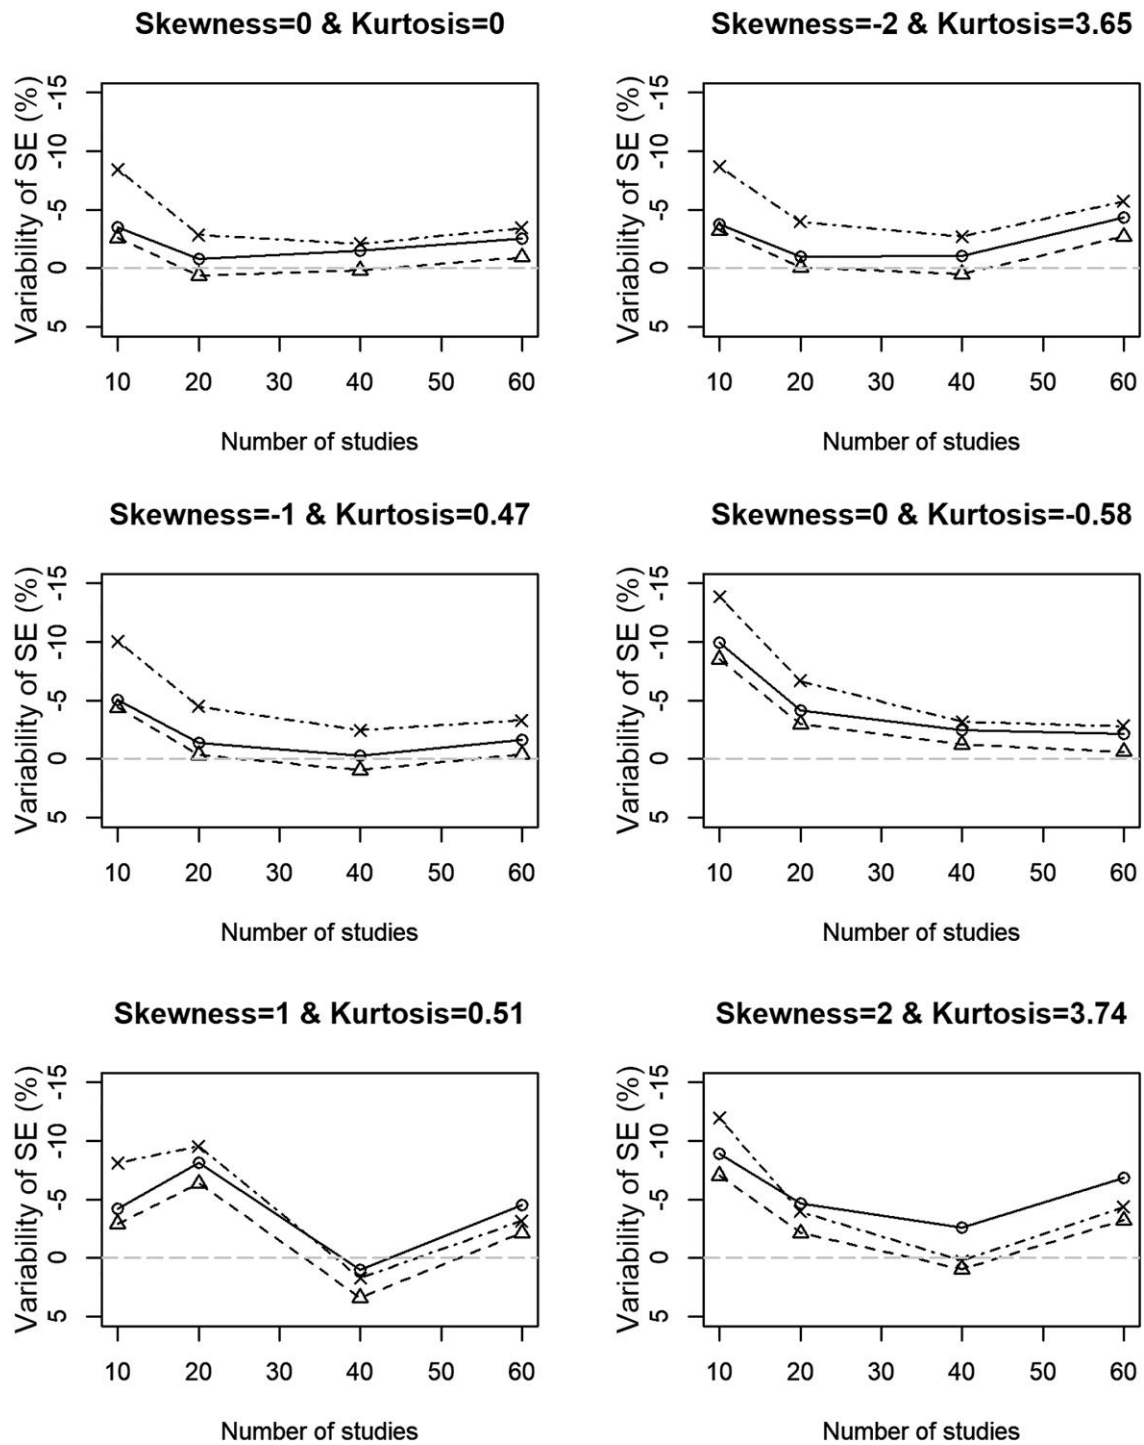 Skewness=0 & Kurtosis=0
Variability of SE (%)
-15
-10
-5
0
5
10 20 30 40 50 60
Number of studies
Skewness=-2 & Kurtosis=3.65
Variability of SE (%)
-15
-10
-5
0
5
10 20 30 40 50 60
Number of studies
Skewness=-1 & Kurtosis=0.47
Variability of SE (%)
-15
-10
-5
0
5
10 20 30 40 50 60
Number of studies
Skewness=0 & Kurtosis=-0.58
Variability of SE (%)
-15
-10
-5
0
5
10 20 30 40 50 60
Number of studies
Skewness=1 & Kurtosis=0.51
Variability of SE (%)
-15
-10
-5
0
5
10 20 30 40 50 60
Number of studies
Skewness=2 & Kurtosis=3.74
Variability of SE (%)
-15
-10
-5
0
5
10 20 30 40 50 60
Number of studies